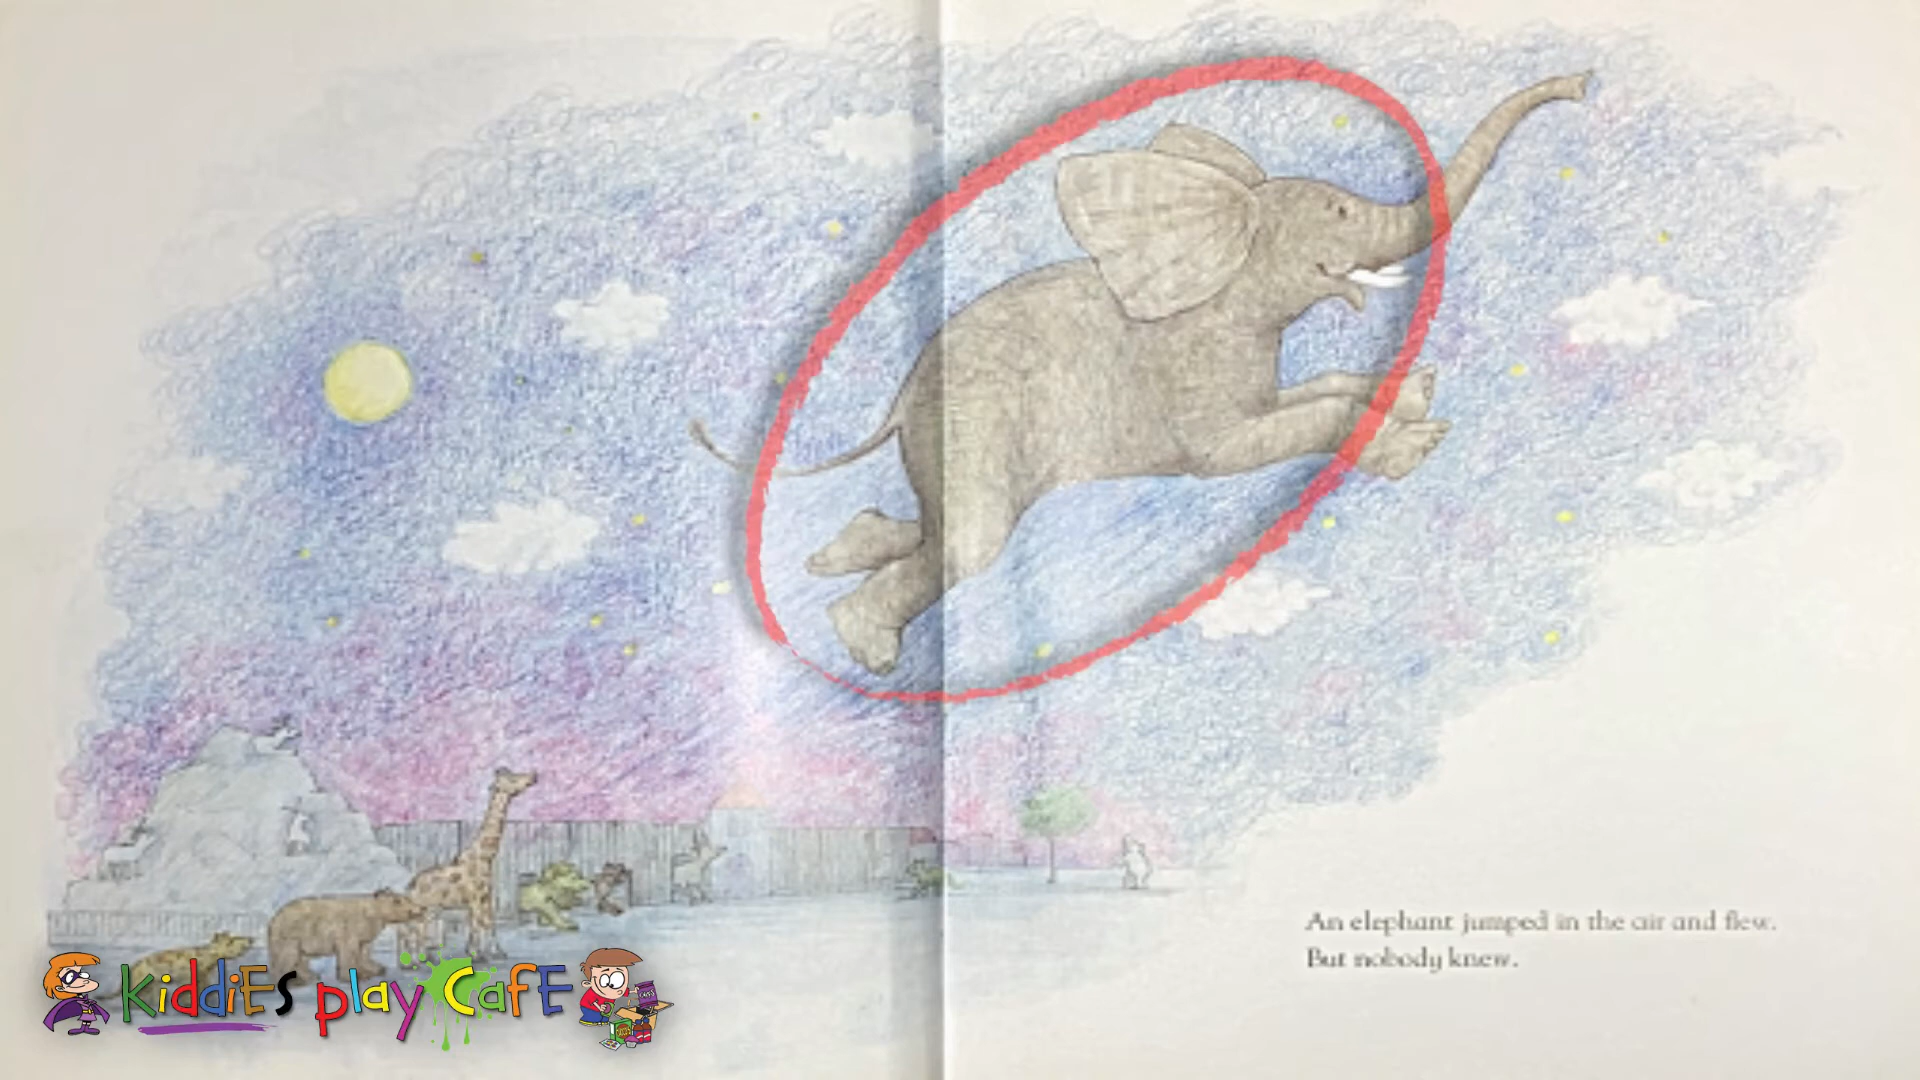 An elephant jumped in the air and flew.
But nobody knew.
KiddiEs play CafE